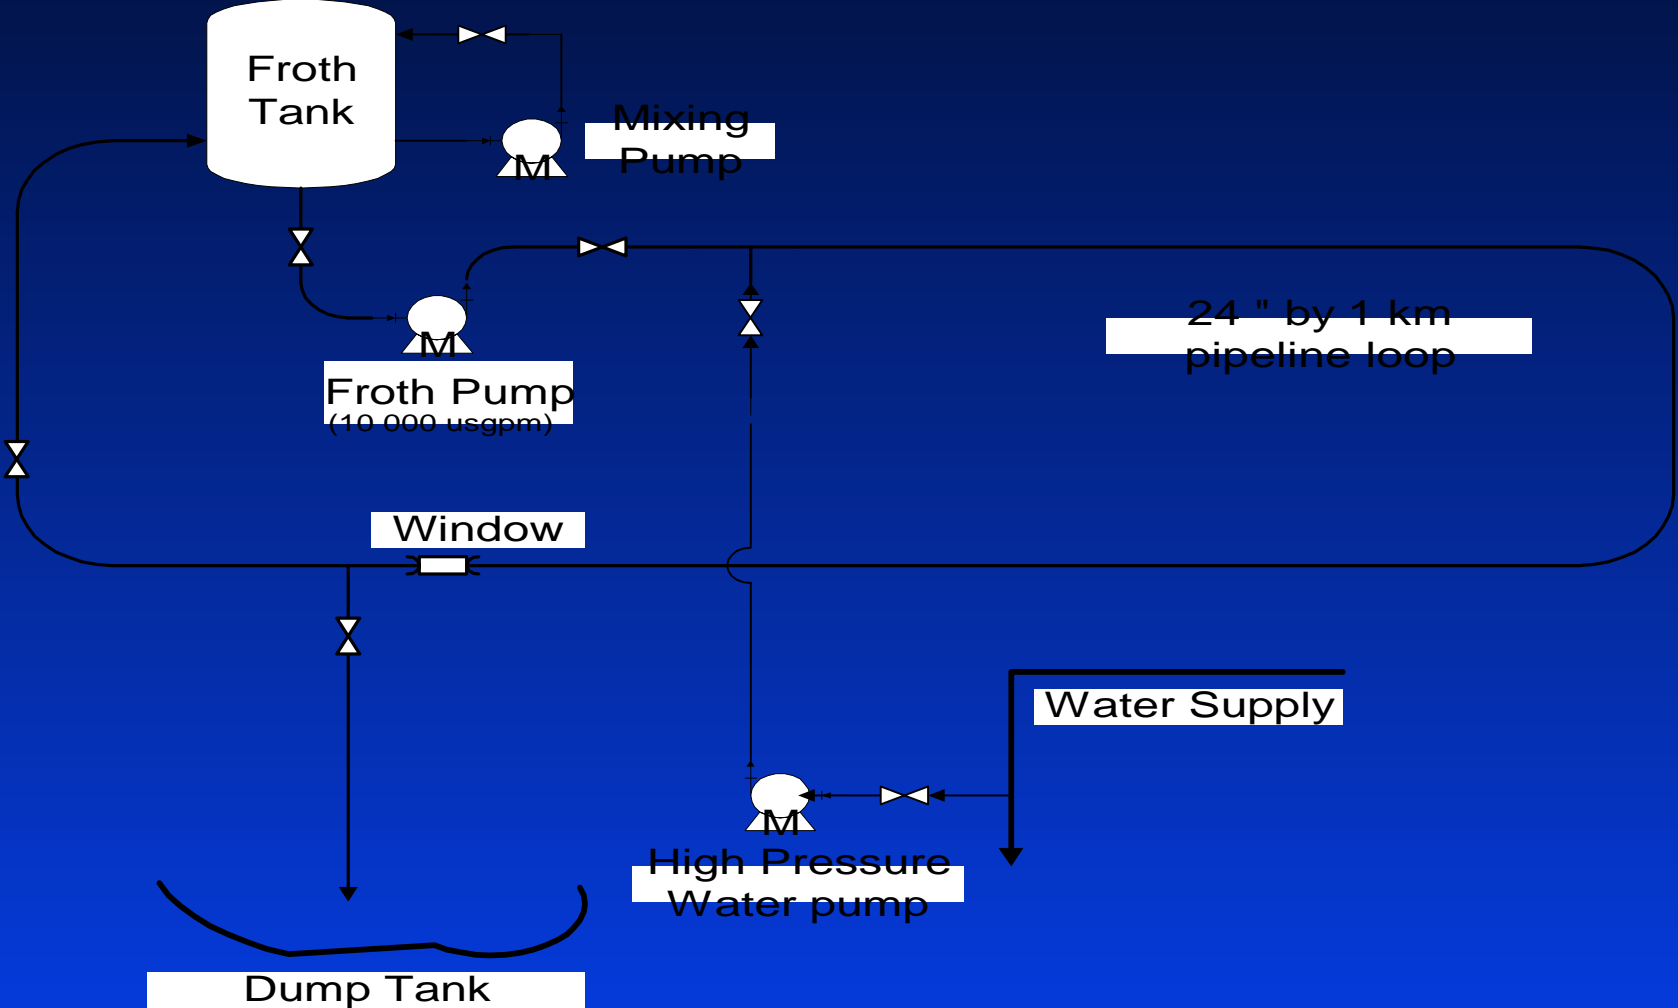 Froth
Tank
Mixing
Pump
M
24 " by 1 km
pipeline loop
M
Froth Pump
(10 000 usgpm)
Window
Water Supply
M
High Pressure
Water pump
Dump Tank